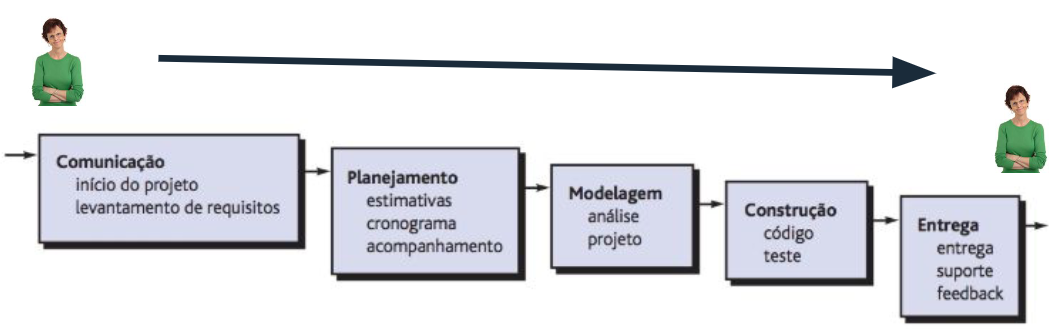 Comunicação
início do projeto
levantamento de requisitos
Planejamento
estimativas
cronograma
acompanhamento
Modelagem
análise
projeto
Construção
código
teste
Entrega
entrega
suporte
feedback